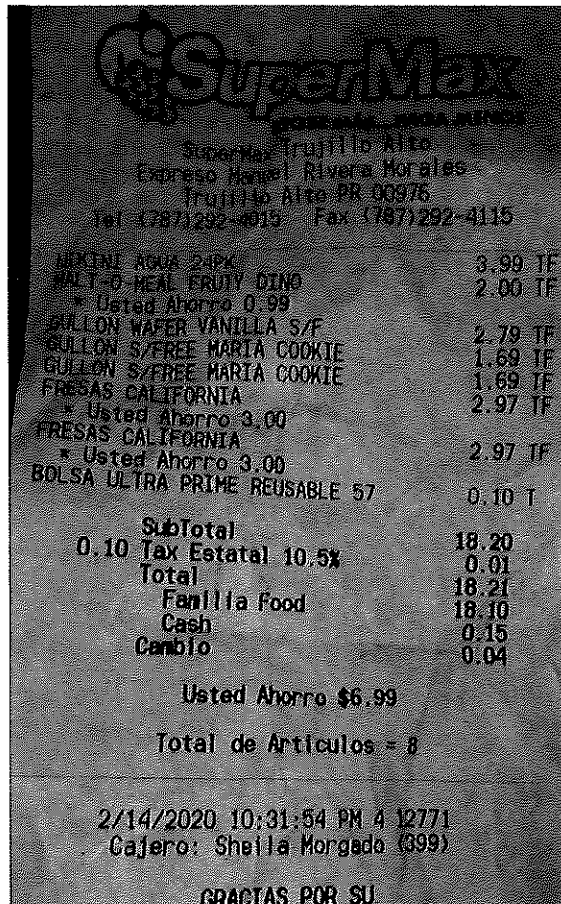 SuperMax
SuperMax Trujillo Alto
Expreso Manuel Rivera Morales
Trujillo Alto PR 00976
Tel (787)292-4015 Fax (787)292-4115
NIKINI AGUA 24PK 3.99 TF
MALT-O MEAL FRUTY DINO 2.00 TF
* Usted Ahorro 0.99
GULLON WAFER VANILLA S/F 2.79 TF
GULLON S/FREE MARIA COOKIE 1.69 TF
GULLON S/FREE MARIA COOKIE 1.69 TF
FRESAS CALIFORNIA 2.97 TF
* Usted Ahorro 3.00
FRESAS CALIFORNIA 2.97 TF
* Usted Ahorro 3.00
BOLSA ULTRA PRIME REUSABLE 57 0.10 T
SubTotal 18.20
0.10 Tax Estatal 10.5% 0.01
Total 18.21
Familia Food 18.10
Cash 0.15
Cambio 0.04
Usted Ahorro $6.99
Total de Articulos = 8
2/14/2020 10:31:54 PM 4 12771
Cajero: Sheila Morgado (399)
GRACIAS POR SU